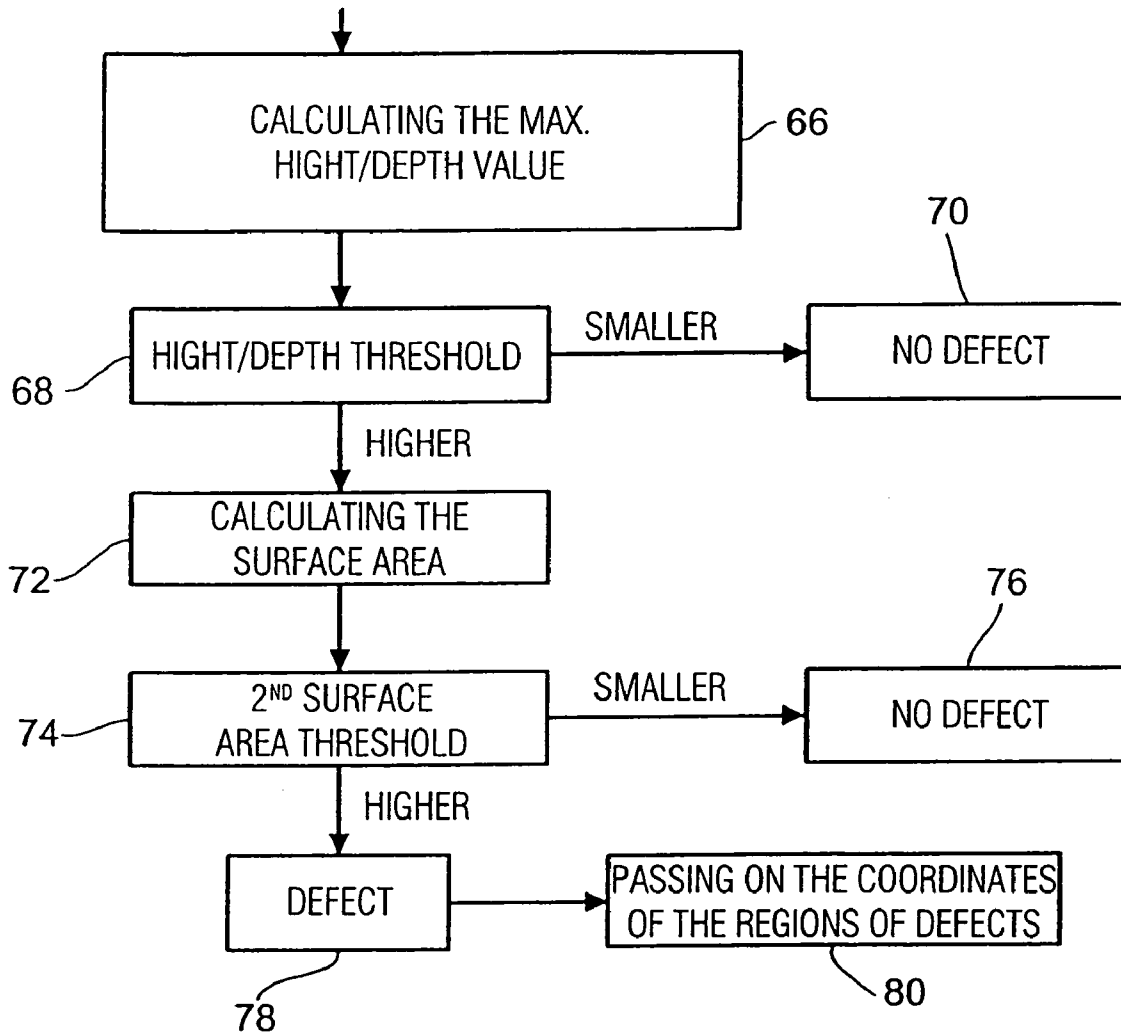 CALCULATING THE MAX.
HIGHT/DEPTH VALUE
66
70
HIGHT/DEPTH THRESHOLD
SMALLER
NO DEFECT
68
HIGHER
CALCULATING THE
SURFACE AREA
72
76
2ND SURFACE
AREA THRESHOLD
SMALLER
NO DEFECT
74
HIGHER
DEFECT
PASSING ON THE COORDINATES
OF THE REGIONS OF DEFECTS
78
80